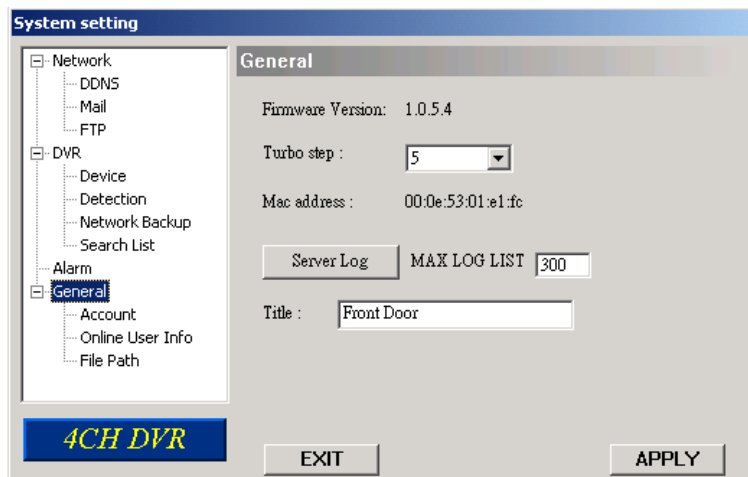 System setting
Network
DDNS
Mail
FTP
DVR
Device
Detection
Network Backup
Search List
Alarm
General
Account
Online User Info
File Path
4CH DVR
General
Firmware Version: 1.0.5.4
Turbo step : 5
Mac address : 00:0e:53:01:e1:fc
Server Log MAX LOG LIST 300
Title : Front Door
EXIT APPLY